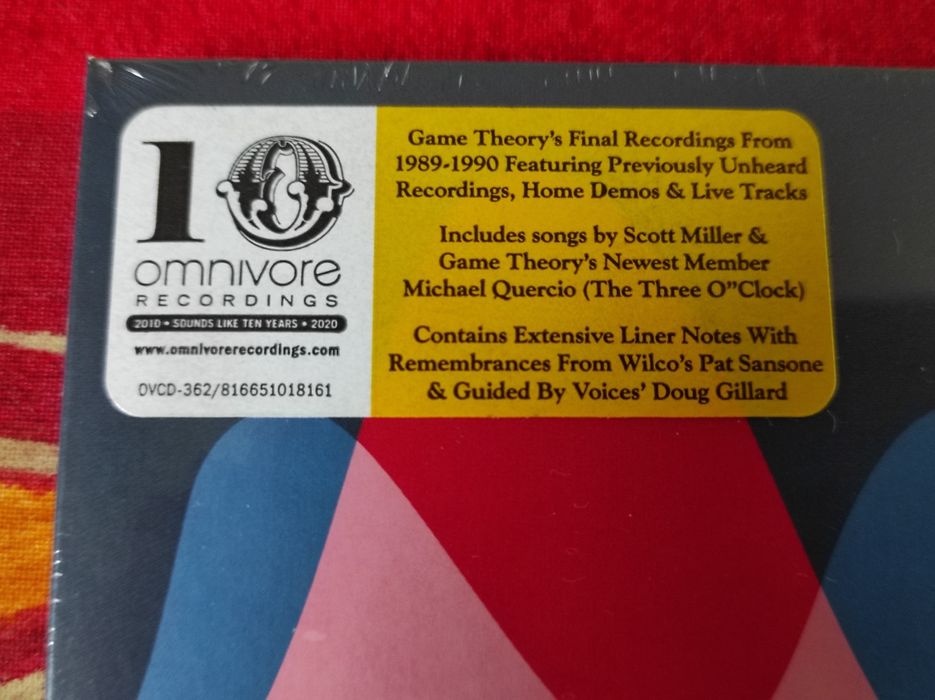 10
omnivore
RECORDINGS
2010 • SOUNDS LIKE TEN YEARS • 2020
www.omnivorerecordings.com
OVCD-362/816651018161
Game Theory's Final Recordings From
1989-1990 Featuring Previously Unheard
Recordings, Home Demos & Live Tracks
Includes songs by Scott Miller &
Game Theory's Newest Member
Michael Quercio (The Three O"Clock)
Contains Extensive Liner Notes With
Remembrances From Wilco's Pat Sansone
& Guided By Voices' Doug Gillard